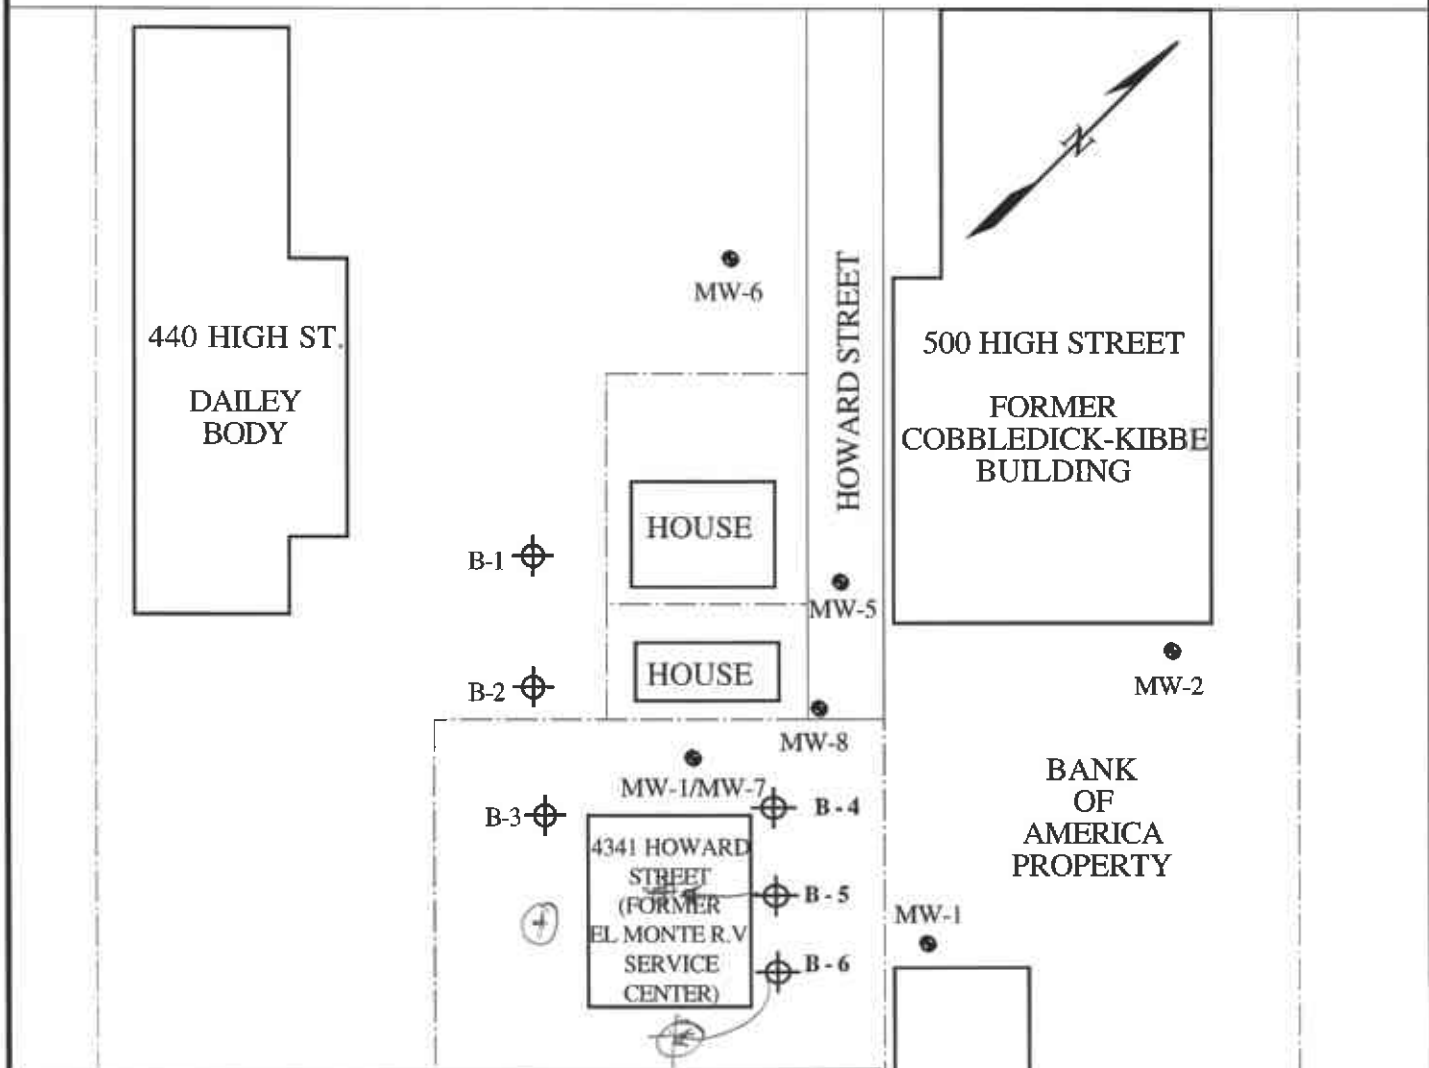 N
MW-6
HOWARD STREET
440 HIGH ST.
DAILEY
BODY
500 HIGH STREET
FORMER
COBBLEDICK-KIBBE
BUILDING
HOUSE
B-1
MW-5
HOUSE
B-2
MW-2
MW-8
MW-1/MW-7
B-3
B - 4
BANK
OF
AMERICA
PROPERTY
4341 HOWARD
STREET
(FORMER
EL MONTE R.V
SERVICE
CENTER)
B - 5
B - 6
MW-1